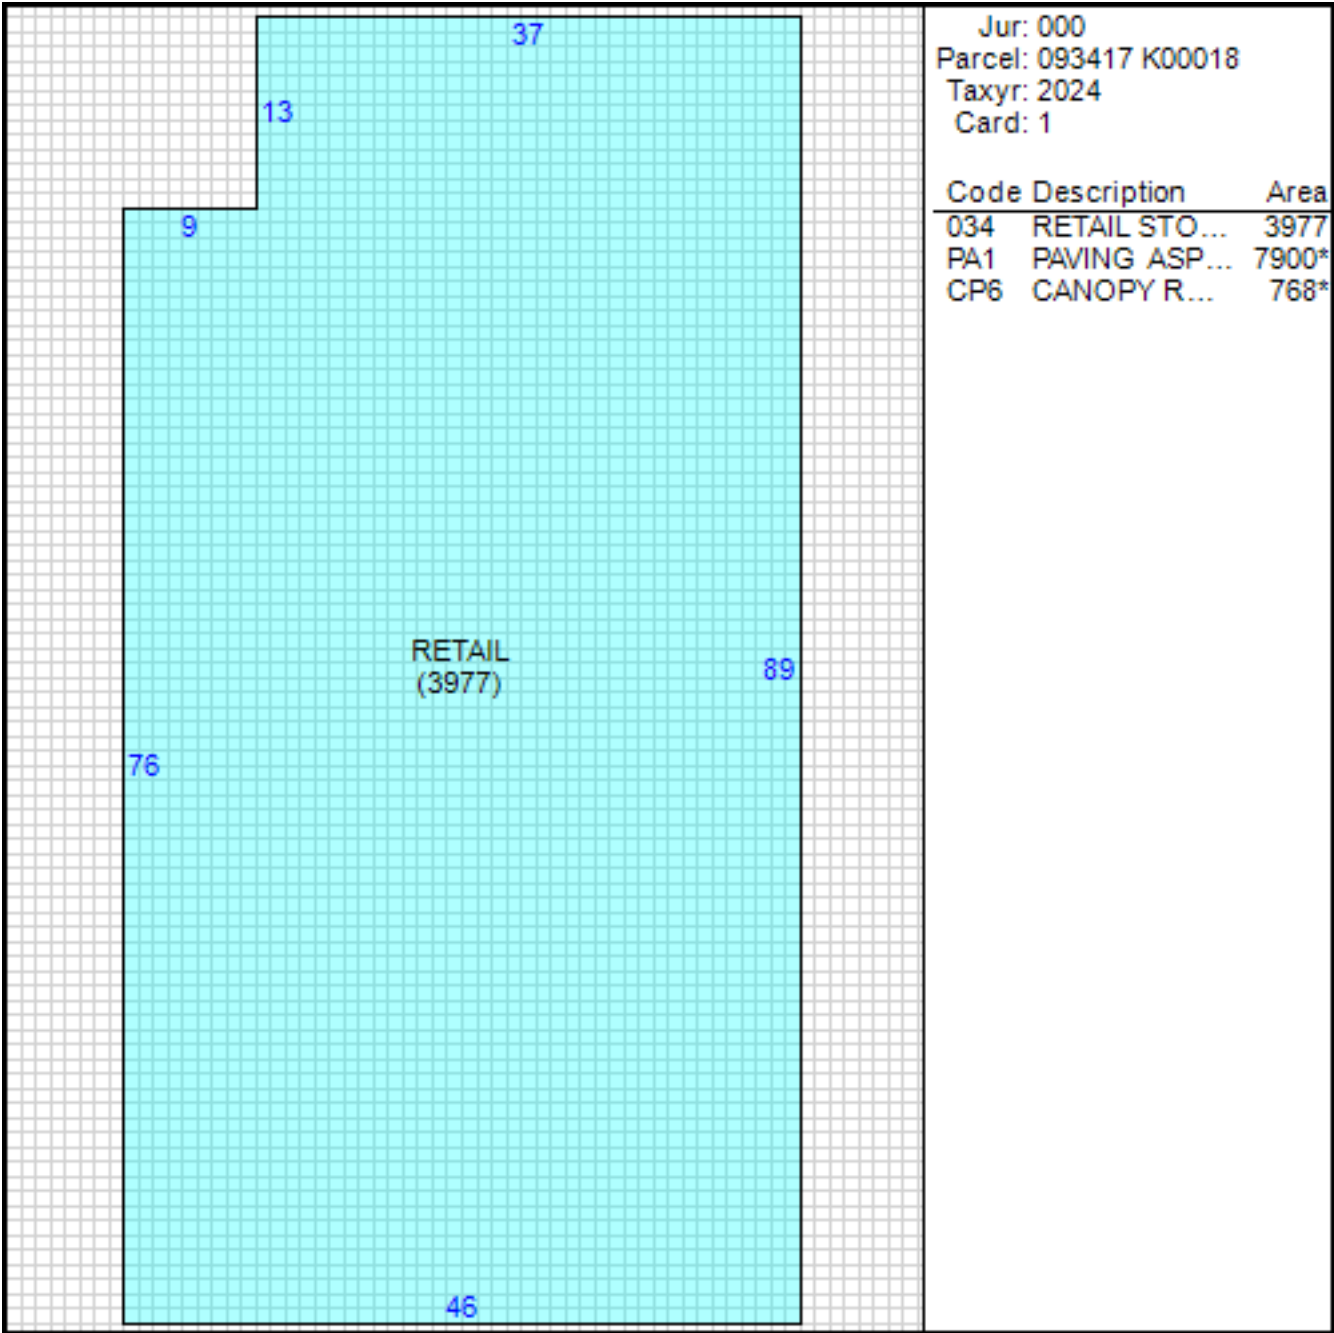 37
13
9
RETAIL
(3977)
89
76
46
Jur: 000
Parcel: 093417 K00018
Taxyr: 2024
Card: 1
Code Description Area
034 RETAIL STO... 3977
PA1 PAVING ASP... 7900*
CP6 CANOPY R... 768*